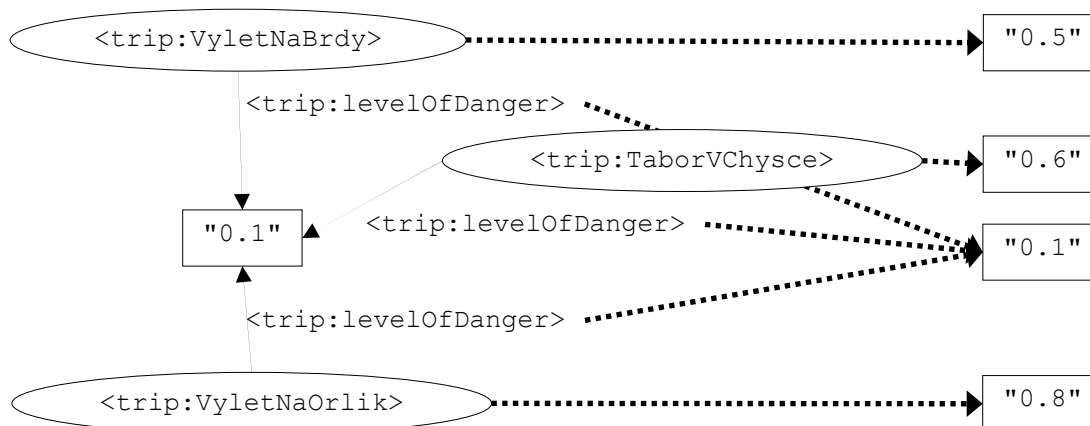 <trip:VyletNaBrdy>
"0.5"
<trip:levelOfDanger>
<trip:TaborVChysce>
"0.6"
"0.1"
<trip:levelOfDanger>
"0.1"
<trip:levelOfDanger>
<trip:VyletNaOrlik>
"0.8"